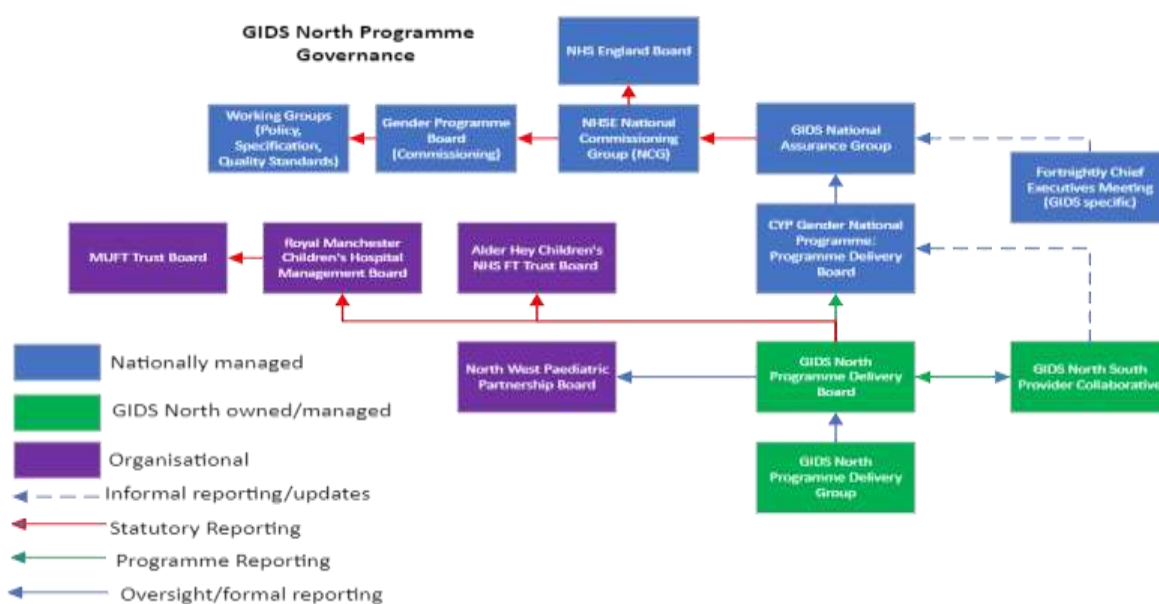 GIDS North Programme
Governance
NHS England Board
Working Groups
(Policy,
Specification,
Quality Standards)
Gender Programme
Board
(Commissioning)
NHSE National
Commissioning
Group (NCG)
GIDS National
Assurance Group
Fortnightly Chief
Executives Meeting
(GIDS specific)
MUFT Trust Board
Royal Manchester
Children's Hospital
Management Board
Alder Hey Children's
NHS FT Trust Board
CYP Gender National
Programme:
Programme Delivery
Board
North West Paediatric
Partnership Board
GIDS North
Programme Delivery
Board
GIDS North South
Provider Collaborative
GIDS North
Programme Delivery
Group
Nationally managed
GIDS North owned/managed
Organisational
Informal reporting/updates
Statutory Reporting
Programme Reporting
Oversight/formal reporting